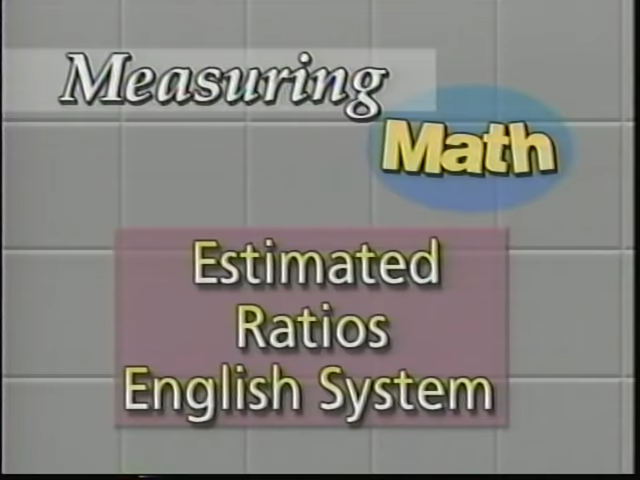 Measuring
Math
Estimated
Ratios
English System